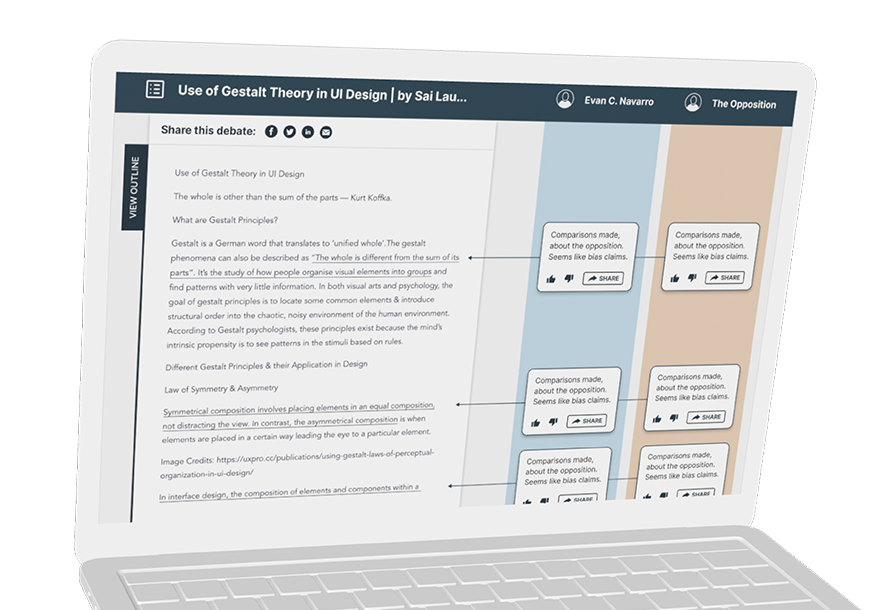 Use of Gestalt Theory in UI Design | by Sai Lau...
Evan C. Navarro
The Opposition
Share this debate:
VIEW OUTLINE
Use of Gestalt Theory in UI Design
The whole is other than the sum of the parts — Kurt Koffka.
What are Gestalt Principles?
Gestalt is a German word that translates to ‘unified whole’.The gestalt
phenomena can also be described as “The whole is different from the sum of its
parts”. It’s the study of how people organise visual elements into groups and
find patterns with very little information. In both visual arts and psychology, the
goal of gestalt principles is to locate some common elements & introduce
structural order into the chaotic, noisy environment of the human environment.
According to Gestalt psychologists, these principles exist because the mind’s
intrinsic propensity is to see patterns in the stimuli based on rules.
Different Gestalt Principles & their Application in Design
Law of Symmetry & Asymmetry
Symmetrical composition involves placing elements in an equal composition,
not distracting the view. In contrast, the asymmetrical composition is when
elements are placed in a certain way leading the eye to a particular element.
Image Credits: https://uxpro.cc/publications/using-gestalt-laws-of-perceptual-
organization-in-ui-design/
In interface design, the composition of elements and components within a
Comparisons made,
about the opposition.
Seems like bias claims.
SHARE
Comparisons made,
about the opposition.
Seems like bias claims.
SHARE
Comparisons made,
about the opposition.
Seems like bias claims.
SHARE
Comparisons made,
about the opposition.
Seems like bias claims.
SHARE
Comparisons made,
about the opposition.
Seems like bias claims.
SHARE
Comparisons made,
about the opposition.
Seems like bias claims.
SHARE